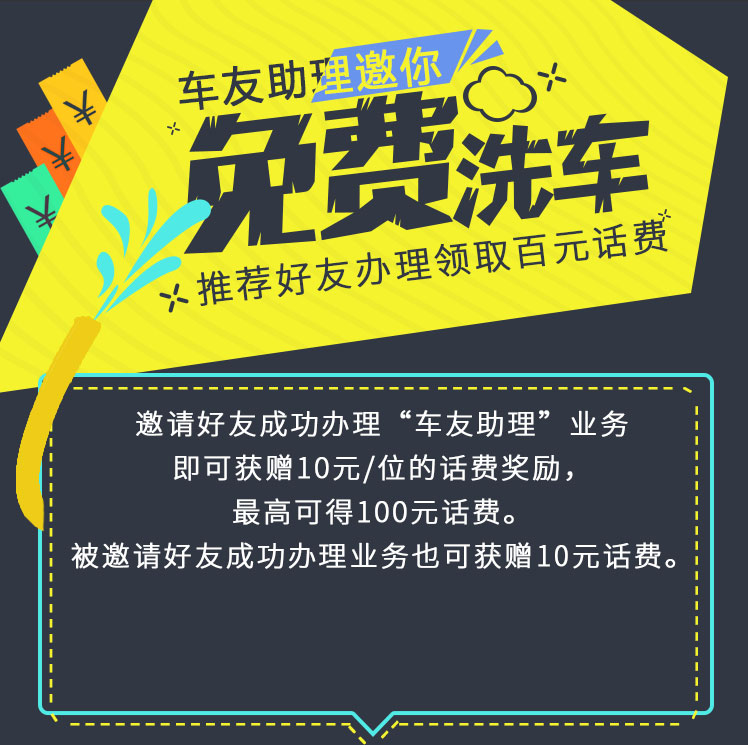 车友助理邀你
免费洗车
推荐好友办理领取百元话费
邀请好友成功办理“车友助理”业务
即可获赠10元/位的话费奖励，
最高可得100元话费。
被邀请好友成功办理业务也可获赠10元话费。